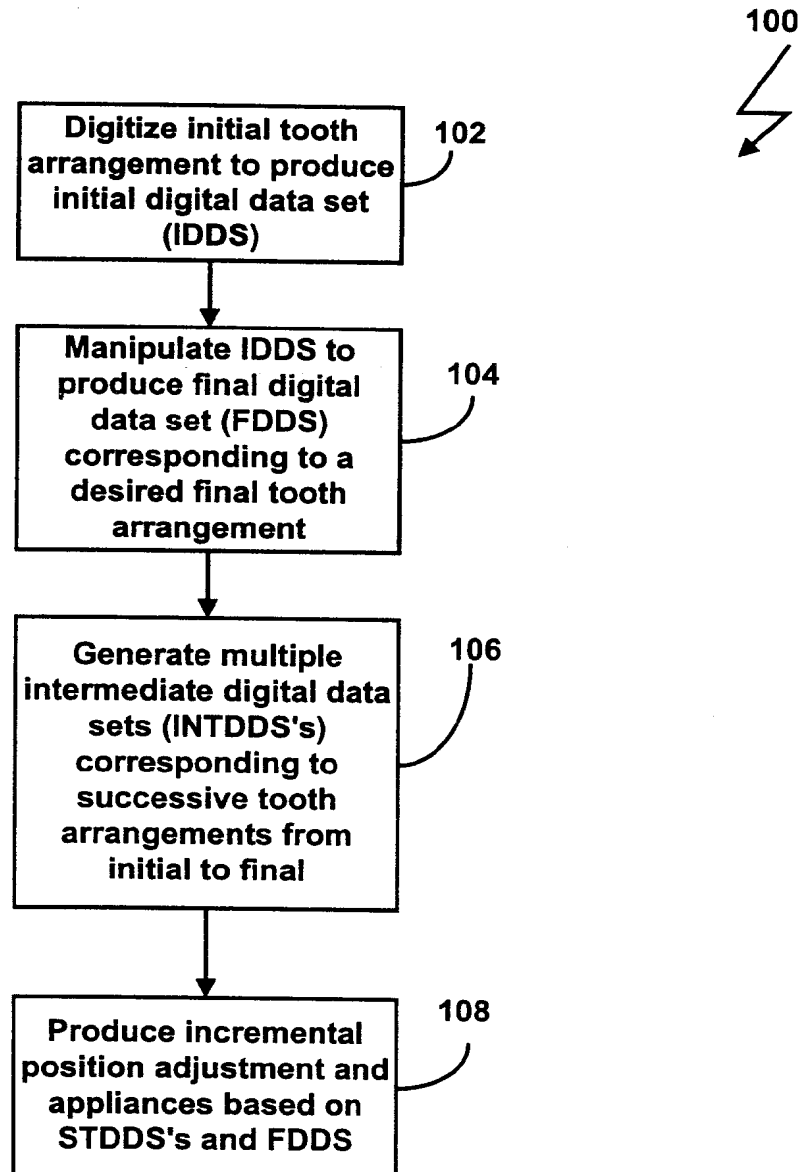 100
Digitize initial tooth
arrangement to produce
initial digital data set
(IDDS)
102
Manipulate IDDS to
produce final digital
data set (FDDS)
corresponding to a
desired final tooth
arrangement
104
Generate multiple
intermediate digital data
sets (INTDDS's)
corresponding to
successive tooth
arrangements from
initial to final
106
Produce incremental
position adjustment and
appliances based on
STDDS's and FDDS
108